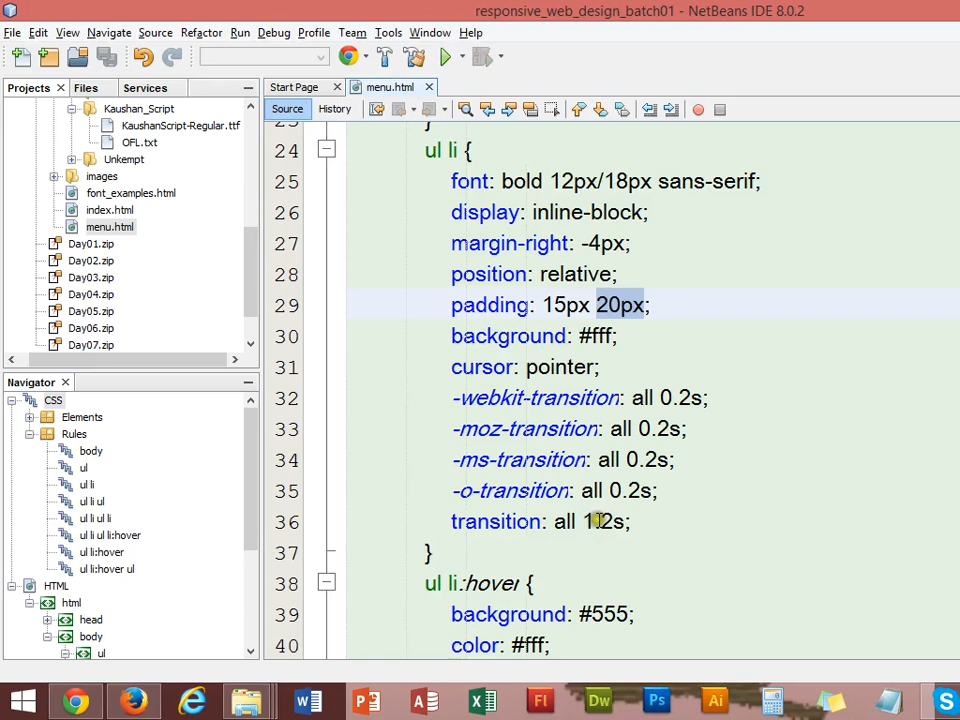 responsive_web_design_batch01 - NetBeans IDE 8.0.2
File Edit View Navigate Source Refactor Run Debug Profile Team Tools Window Help
Projects Files Services
Start Page menu.html
Source History
Kaushan_Script
KaushanScript-Regular.ttf
OFL.txt
Unkempt
images
font_examples.html
index.html
menu.html
Day01.zip
Day02.zip
Day03.zip
Day04.zip
Day05.zip
Day06.zip
Day07.zip
Navigator
CSS
Elements
Rules
body
ul
ul li
ul li ul
ul li ul li
ul li ul li:hover
ul li:hover
ul li:hover ul
HTML
html
head
body
ul
}
24 ul li {
25 font: bold 12px/18px sans-serif;
26 display: inline-block;
27 margin-right: -4px;
28 position: relative;
29 padding: 15px 20px;
30 background: #fff;
31 cursor: pointer;
32 -webkit-transition: all 0.2s;
33 -moz-transition: all 0.2s;
34 -ms-transition: all 0.2s;
35 -o-transition: all 0.2s;
36 transition: all 1.2s;
37 }
38 ul li:hover {
39 background: #555;
40 color: #fff;
W P A X Fl Dw Ps Ai S